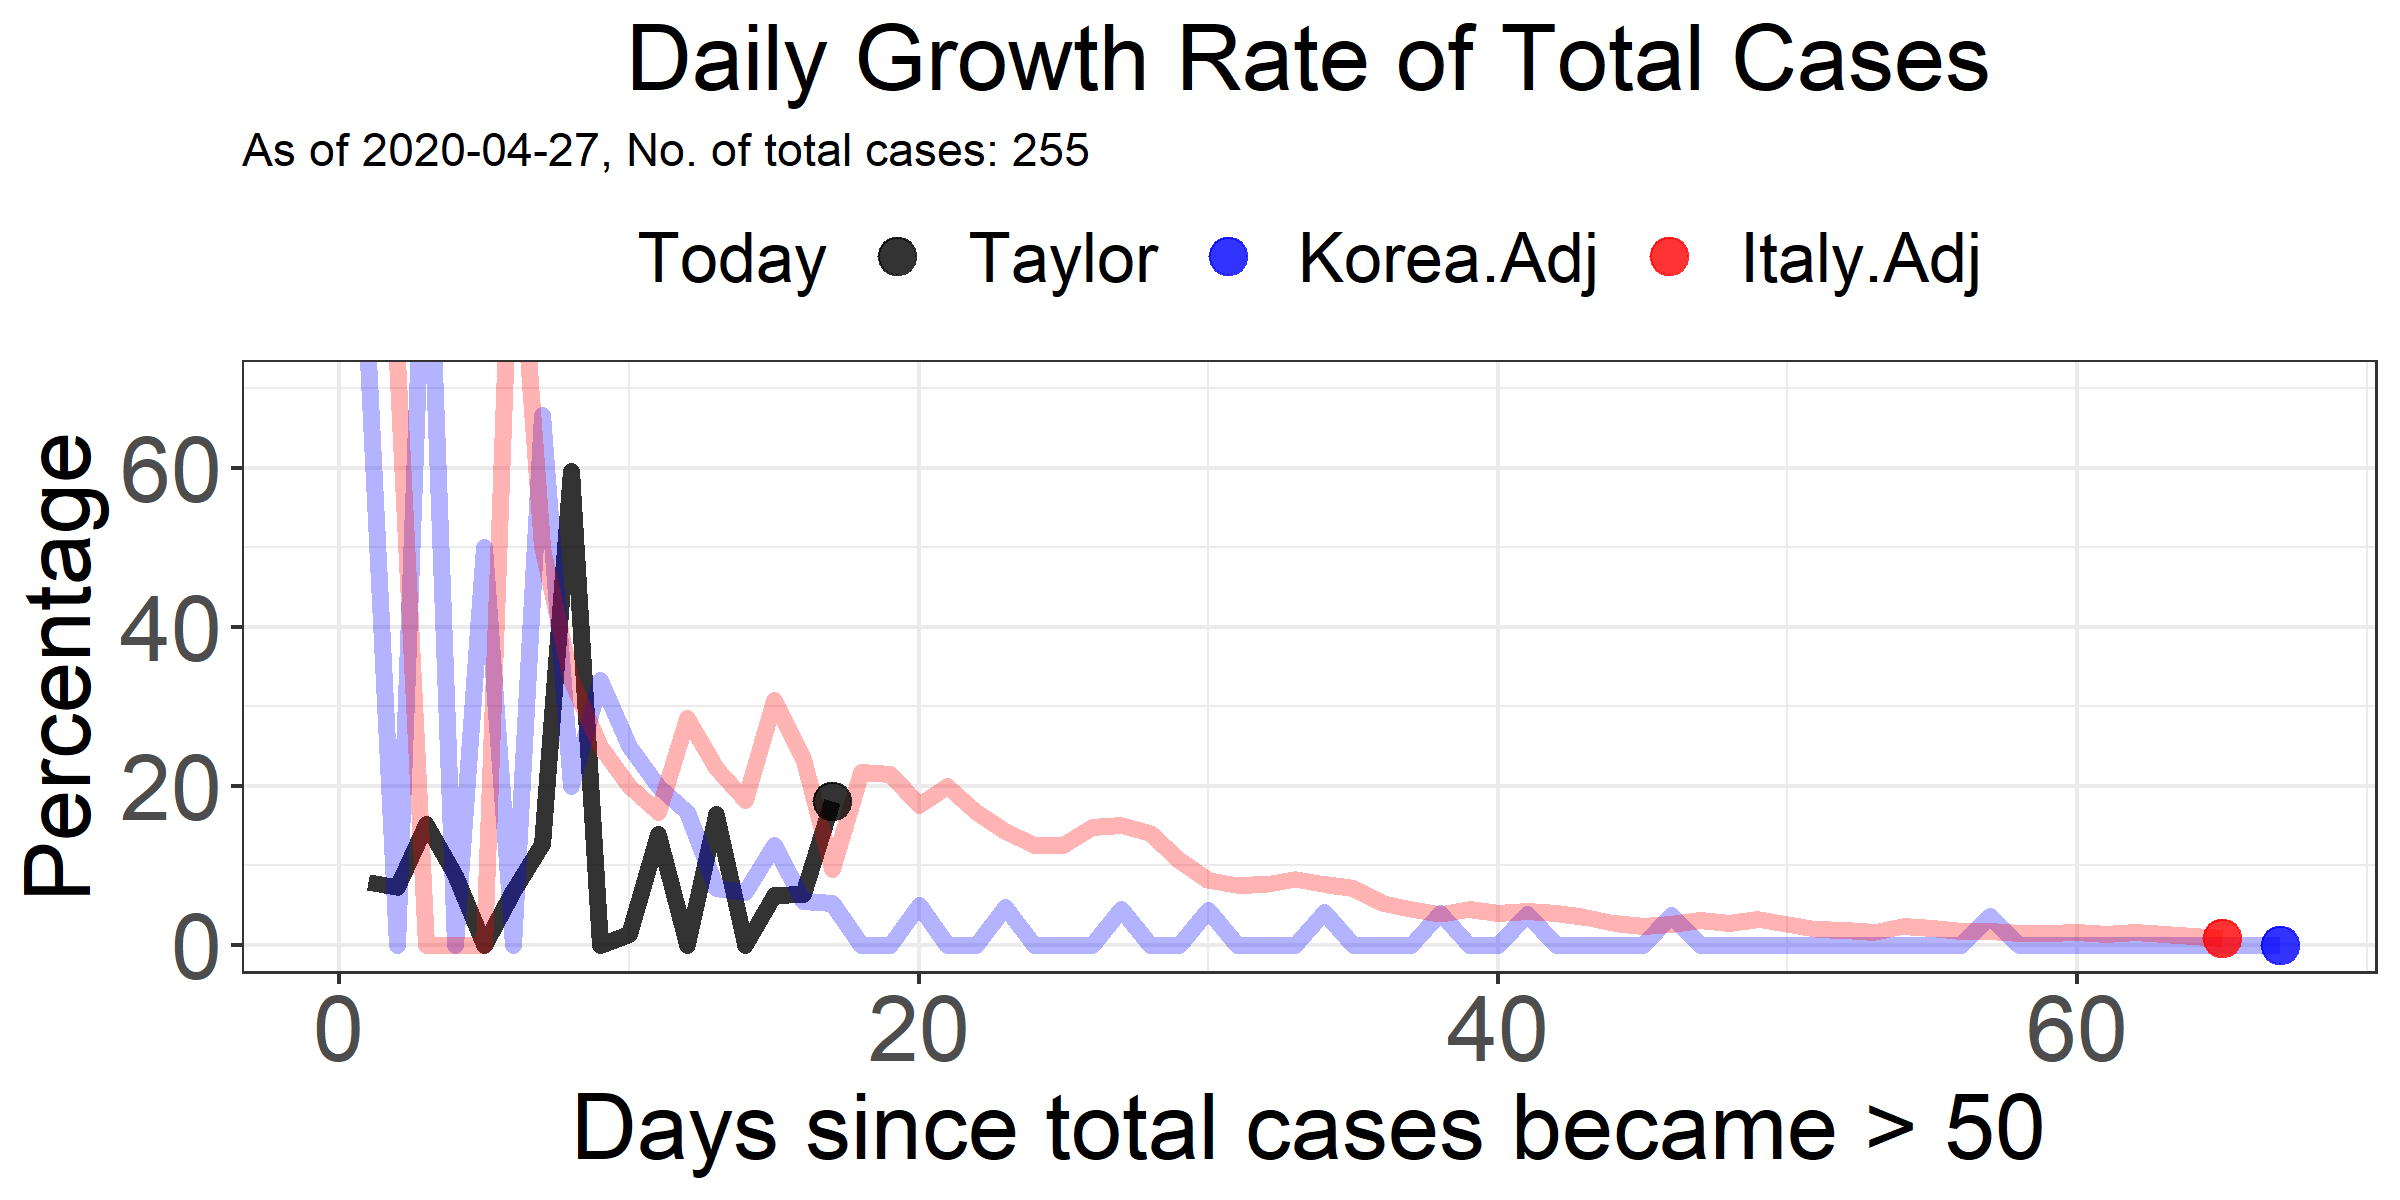 Daily Growth Rate of Total Cases
As of 2020-04-27, No. of total cases: 255
Today Taylor Korea.Adj Italy.Adj
Percentage
60
40
20
0
0 20 40 60
Days since total cases became > 50